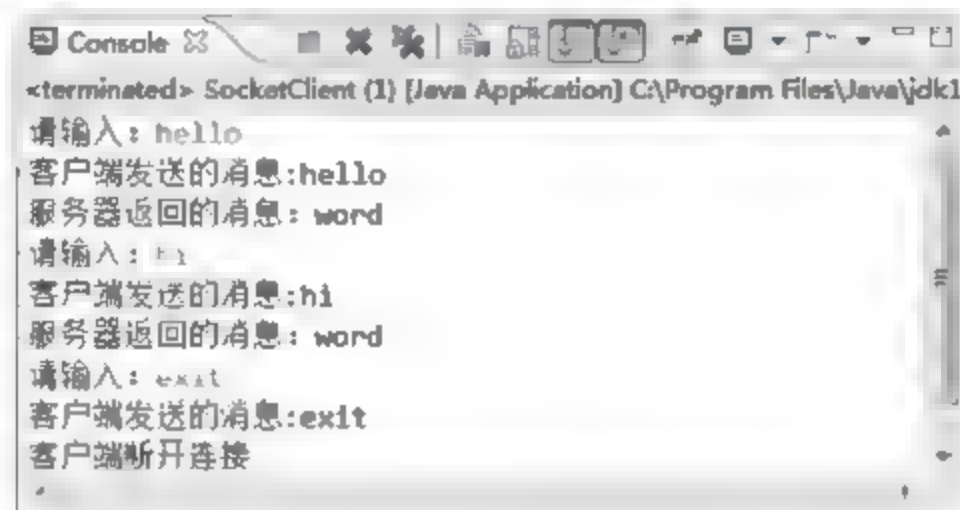 Console
<terminated> SocketClient (1) [Java Application] C:\Program Files\Java\jdk1
请输入: hello
客户端发送的消息:hello
服务器返回的消息: word
请输入: hi
客户端发送的消息:hi
服务器返回的消息: word
请输入: exit
客户端发送的消息:exit
客户端断开连接